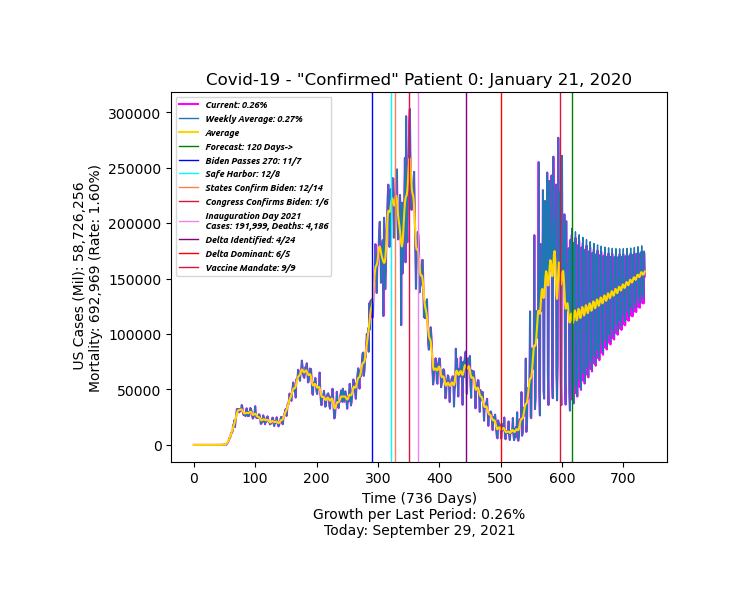 Covid-19 - "Confirmed" Patient 0: January 21, 2020
US Cases (Mil): 58,726,256
Mortality: 692,969 (Rate: 1.60%)
300000
250000
200000
150000
100000
50000
0
Current: 0.26%
Weekly Average: 0.27%
Average
Forecast: 120 Days->
Biden Passes 270: 11/7
Safe Harbor: 12/8
States Confirm Biden: 12/14
Congress Confirms Biden: 1/6
Inauguration Day 2021
Cases: 191,999, Deaths: 4,186
Delta Identified: 4/24
Delta Dominant: 6/5
Vaccine Mandate: 9/9
0 100 200 300 400 500 600 700
Time (736 Days)
Growth per Last Period: 0.26%
Today: September 29, 2021